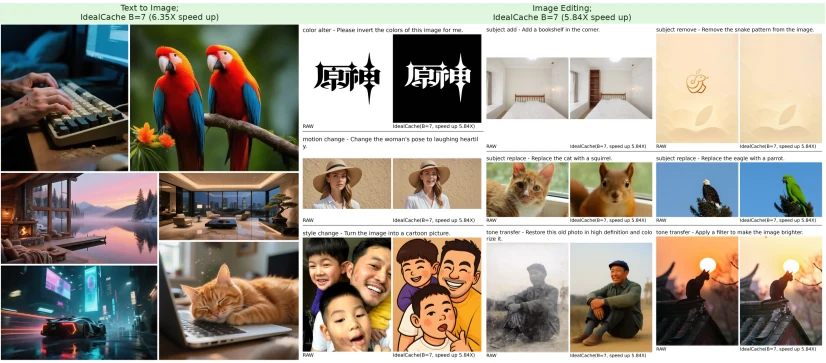 Text to Image;
IdealCache B=7 (6.35X speed up)
Image Editing;
IdealCache B=7 (5.84X speed up)
color alter - Please invert the colors of this image for me.
原神
原神
RAW
IdealCache(B=7, speed up 5.84X)
motion change - Change the woman's pose to laughing heartil
y.
RAW
IdealCache(B=7, speed up 5.84X)
style change - Turn the image into a cartoon picture.
RAW
IdealCache(B=7, speed up 5.84X)
subject add - Add a bookshelf in the corner.
RAW
IdealCache(B=7, speed up 5.84X)
subject replace - Replace the cat with a squirrel.
RAW
IdealCache(B=7, speed up 5.84X)
tone transfer - Restore this old photo in high definition and colo
rize it.
RAW
IdealCache(B=7, speed up 5.84X)
subject remove - Remove the snake pattern from the image.
RAW
IdealCache(B=7, speed up 5.84X)
subject replace - Replace the eagle with a parrot.
RAW
IdealCache(B=7, speed up 5.84X)
tone transfer - Apply a filter to make the image brighter.
RAW
IdealCache(B=7, speed up 5.84X)